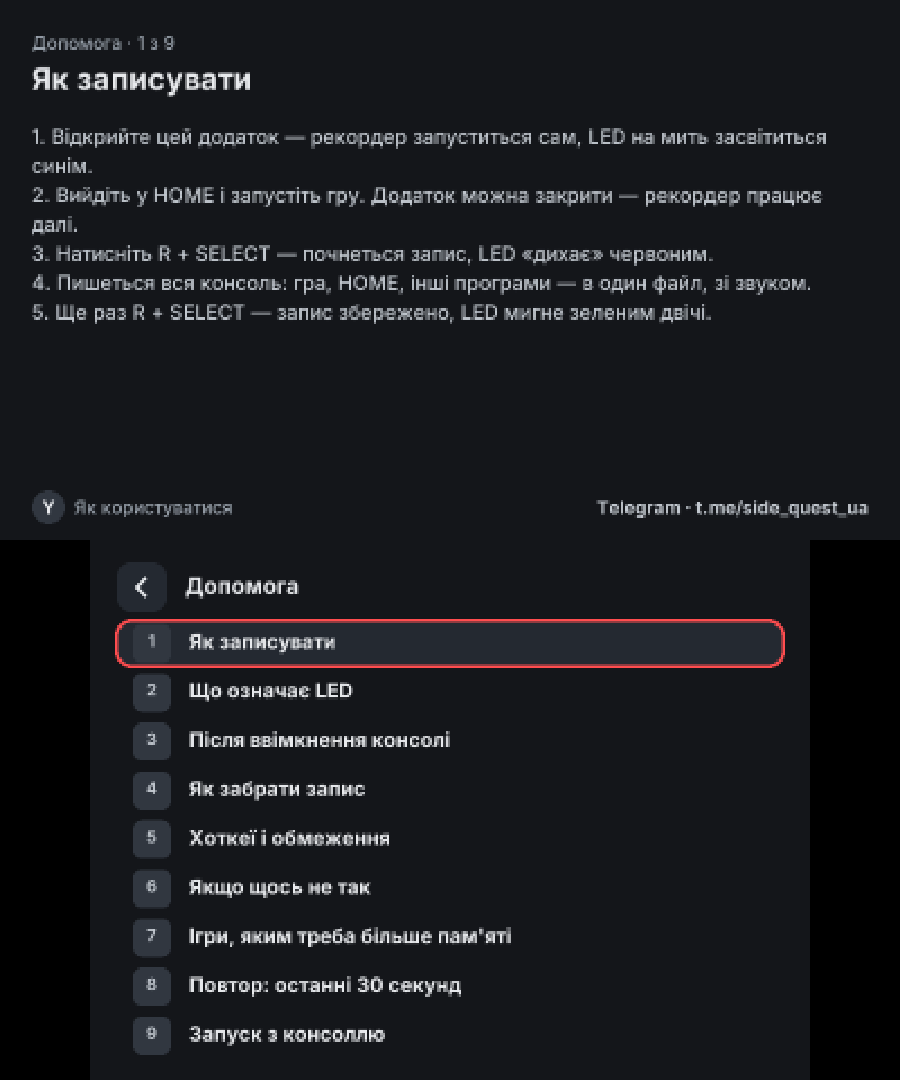 Допомога · 1 з 9
Як записувати
1. Відкрийте цей додаток — рекордер запуститься сам, LED на мить засвітиться
синім.
2. Вийдіть у HOME і запустіть гру. Додаток можна закрити — рекордер працює
далі.
3. Натисніть R + SELECT — почнеться запис, LED «дихає» червоним.
4. Пишеться вся консоль: гра, HOME, інші програми — в один файл, зі звуком.
5. Ще раз R + SELECT — запис збережено, LED мигне зеленим двічі.
Y Як користуватися
Telegram · t.me/side_quest_ua
Допомога
1 Як записувати
2 Що означає LED
3 Після ввімкнення консолі
4 Як забрати запис
5 Хоткеї і обмеження
6 Якщо щось не так
7 Ігри, яким треба більше пам'яті
8 Повтор: останні 30 секунд
9 Запуск з консоллю